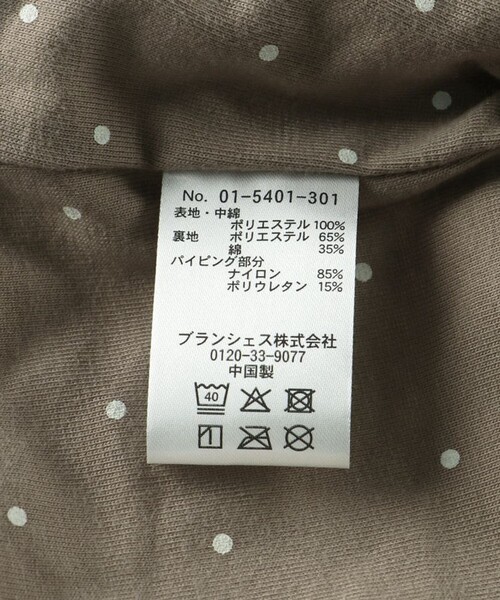 No. 01-5401-301
表地・中綿
ポリエステル 100%
裏地 ポリエステル 65%
綿 35%
パイピング部分
ナイロン 85%
ポリウレタン 15%
ブランシェス株式会社
0120-33-9077
中国製
40